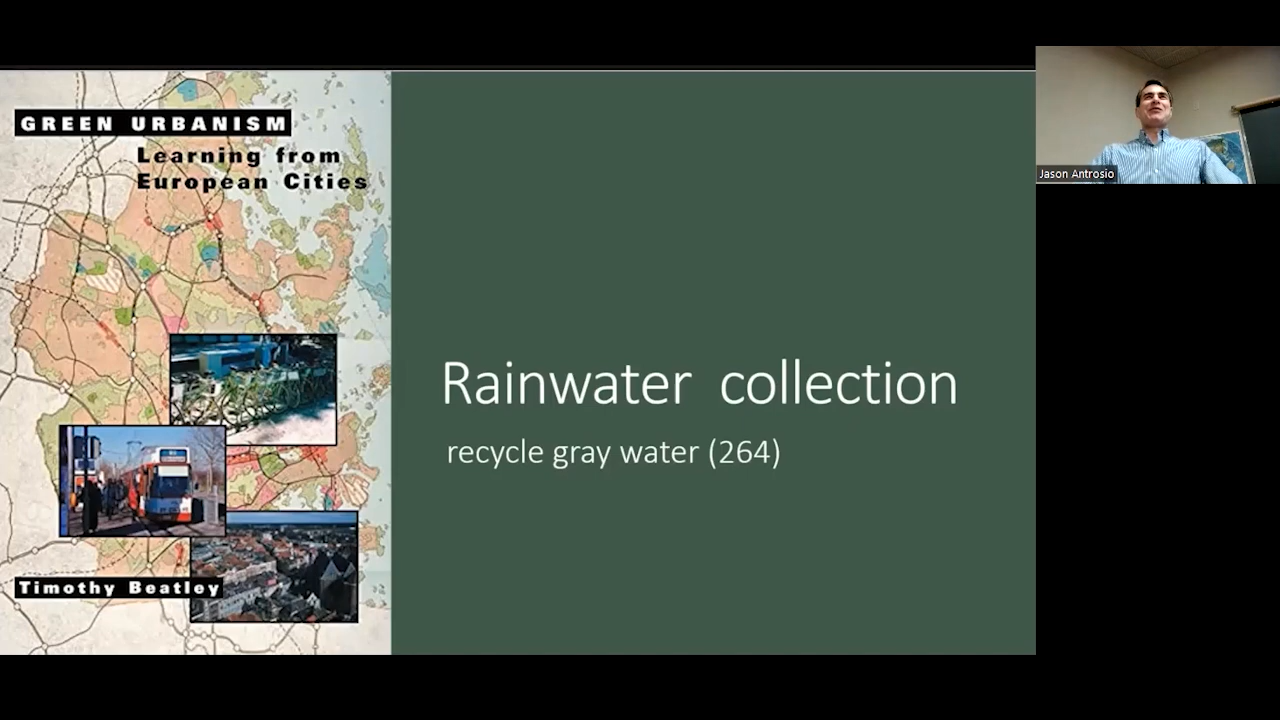 GREEN URBANISM
Learning from
European Cities
Timothy Beatley
Rainwater collection
recycle gray water (264)
Jason Antrosio